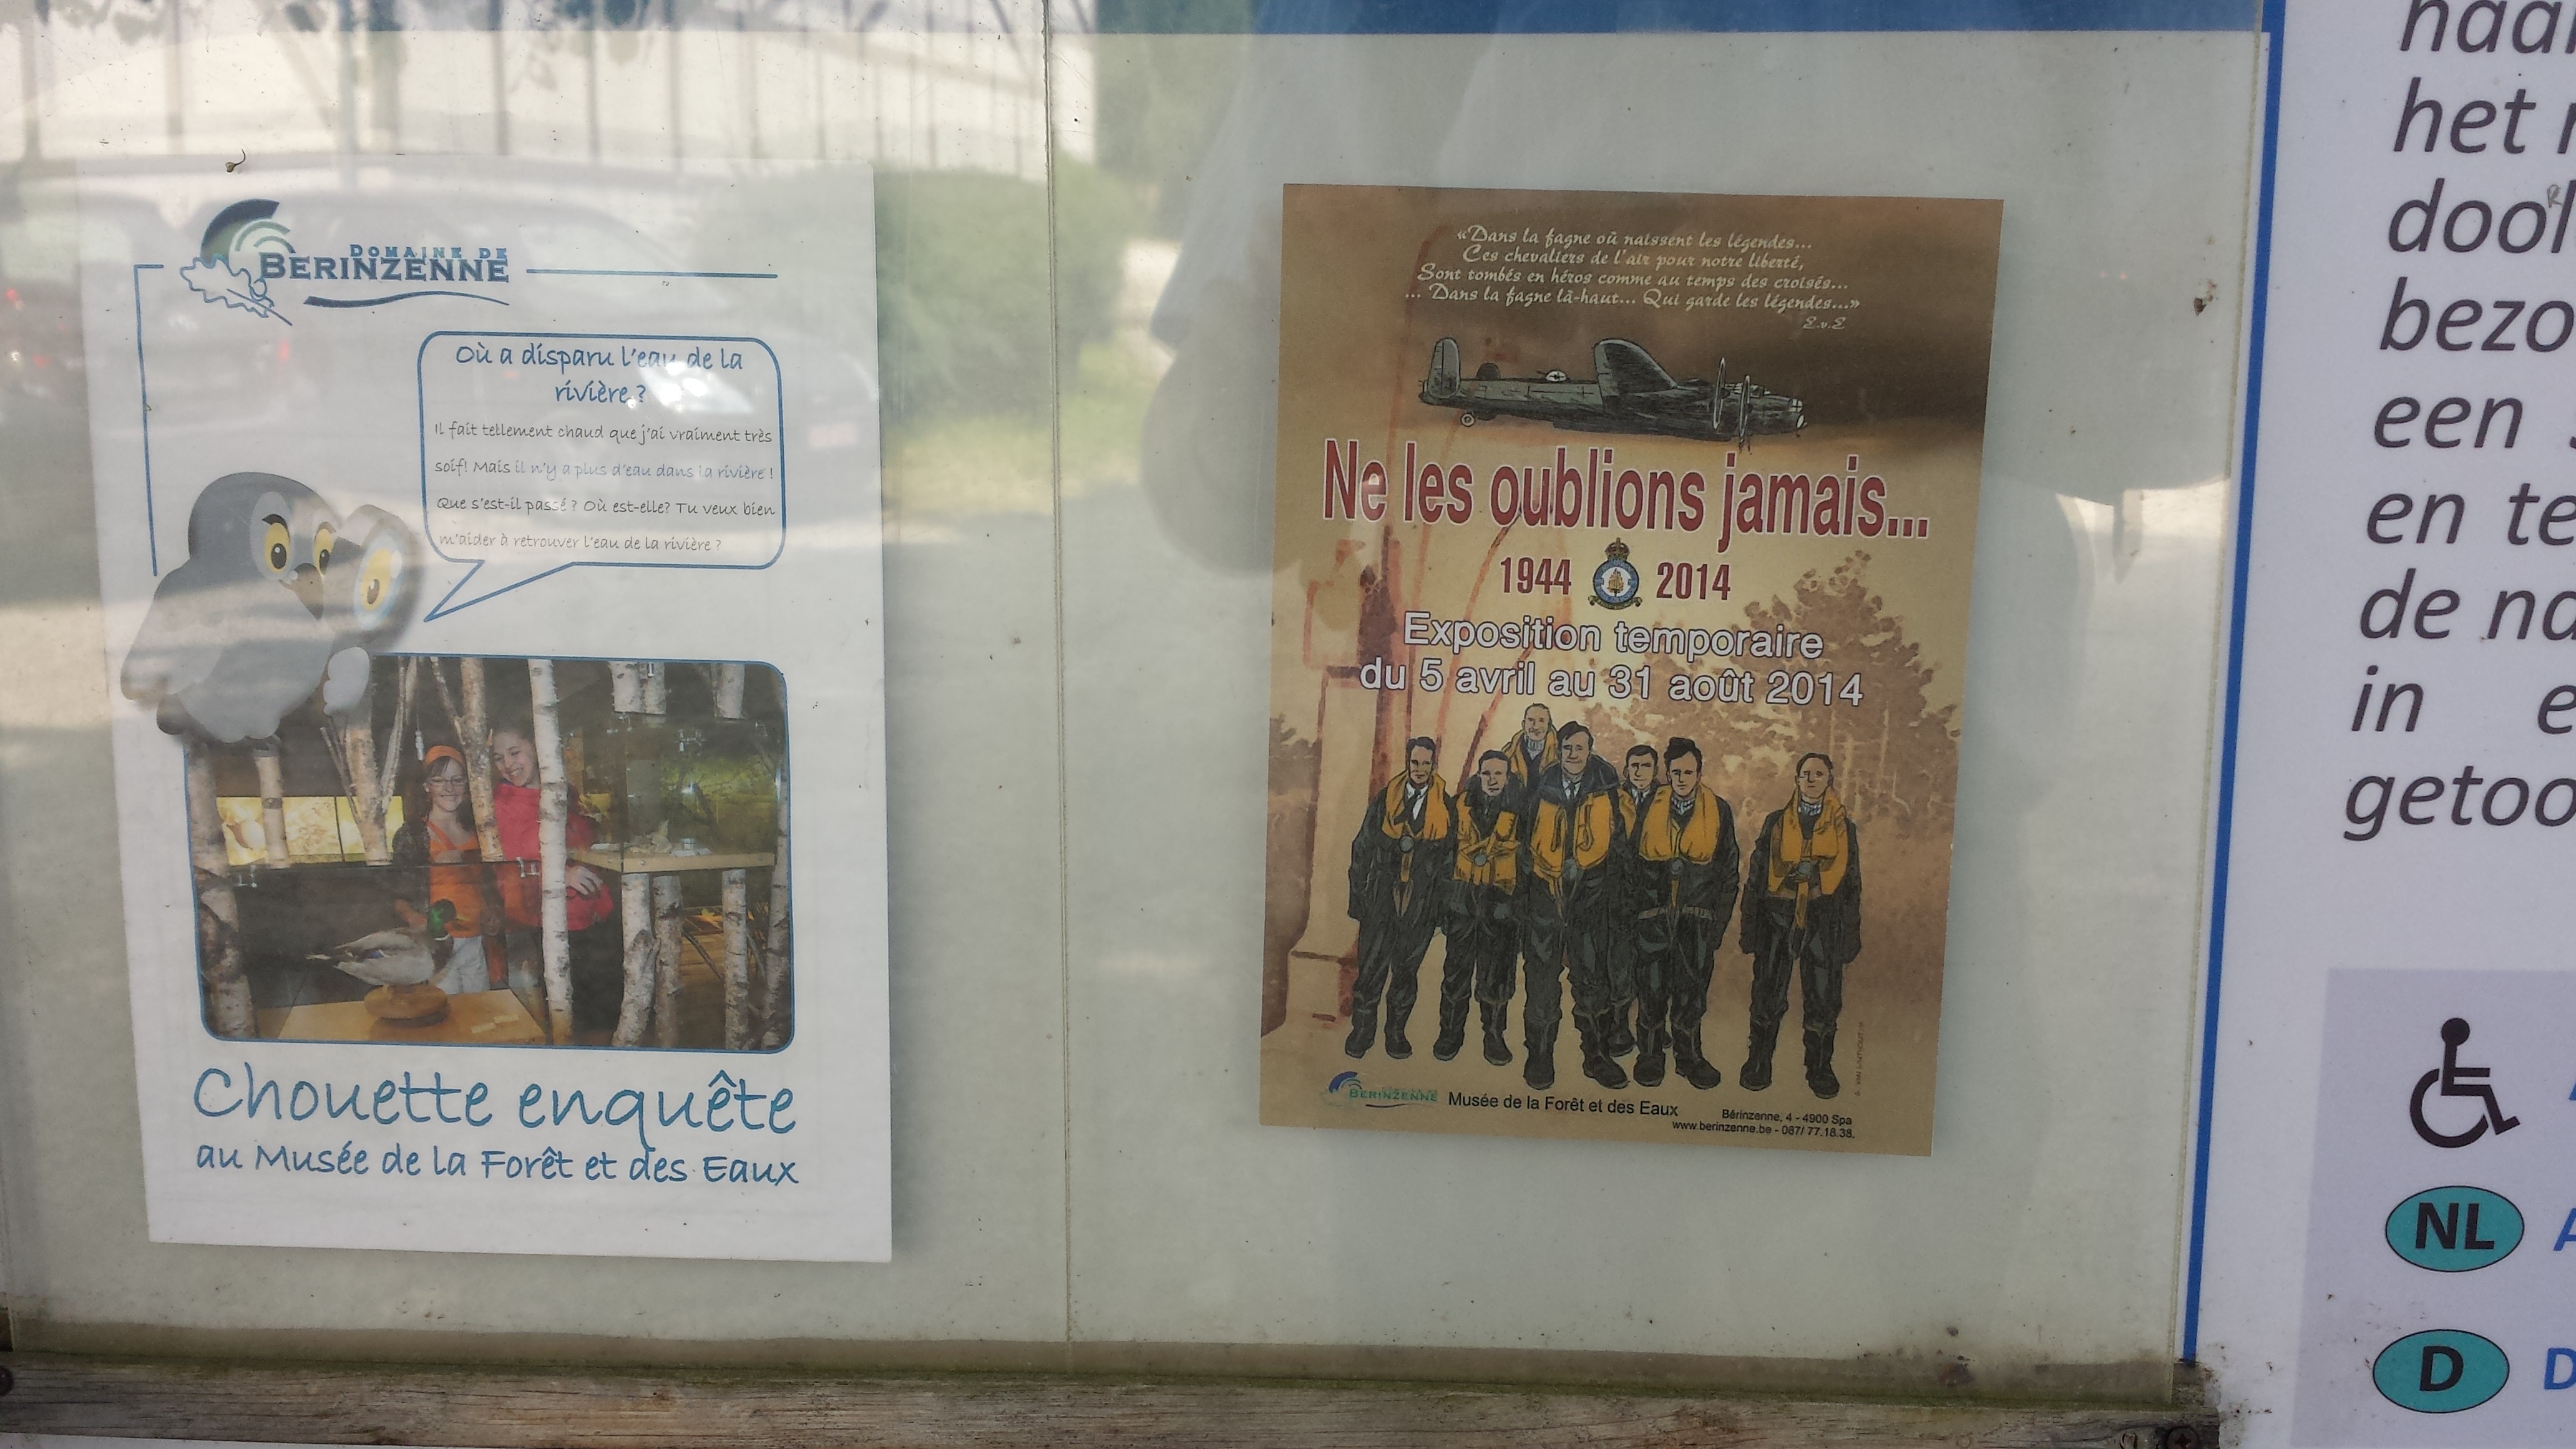 DOMAINE DE
BERINZENNE
Où a disparu l'eau de la
rivière ?
Il fait tellement chaud que j'ai vraiment très
soif! Mais il n'y a plus d'eau dans la rivière !
Que s'est-il passé ? Où est-elle? Tu veux bien
m'aider à retrouver l'eau de la rivière ?
Chouette enquête
au Musée de la Forêt et des Eaux
«Dans la fagne où naissent les légendes...
Ces chevaliers de l'air pour notre liberté,
Sont tombés en héros comme au temps des croisés...
... Dans la fagne là-haut... Qui garde les légendes...»
E.v.E
Ne les oublions jamais...
1944 2014
Exposition temporaire
du 5 avril au 31 août 2014
DOMAINE DE
BERINZENNE
Musée de la Forêt et des Eaux
Bérinzenne, 4 - 4900 Spa
www.berinzenne.be - 087/ 77.18.38.
haar
het
door
bezo
een
en te
de na
in e
getoo
NL A
D D